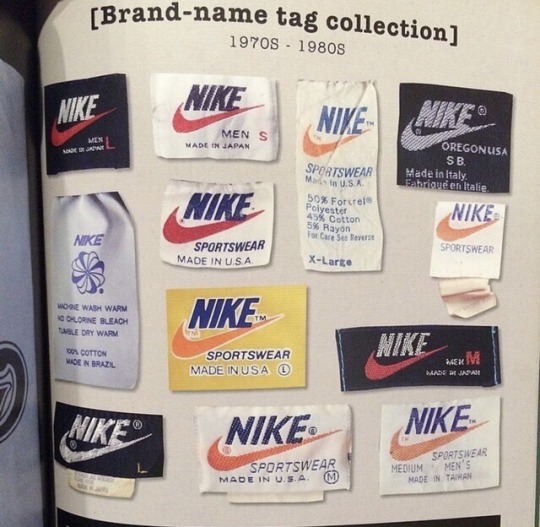 [Brand-name tag collection]
1970S - 1980S
NIKE
MEN L
MADE IN JAPAN
NIKE
MEN S
MADE IN JAPAN
NIKE™
SPORTSWEAR
Made in U.S.A.
50% Fortrel®
Polyester
45% Cotton
5% Rayon
For Care See Reverse
X-Large
NIKE®
OREGON USA
S B.
Made in Italy.
Fabriqué en Italie.
NIKE
MACHINE WASH WARM
NO CHLORINE BLEACH
TUMBLE DRY WARM
100% COTTON
MADE IN BRAZIL
NIKE
SPORTSWEAR
MADE IN U.S.A.
NIKE
SPORTSWEAR
NIKE™
SPORTSWEAR
MADE IN USA L
NIKE
MEN M
MADE IN JAPAN
NIKE®
L
NIKE®
SPORTSWEAR
MADE IN U.S.A. M
NIKE™
SPORTSWEAR
MEDIUM MEN'S
MADE IN TAIWAN